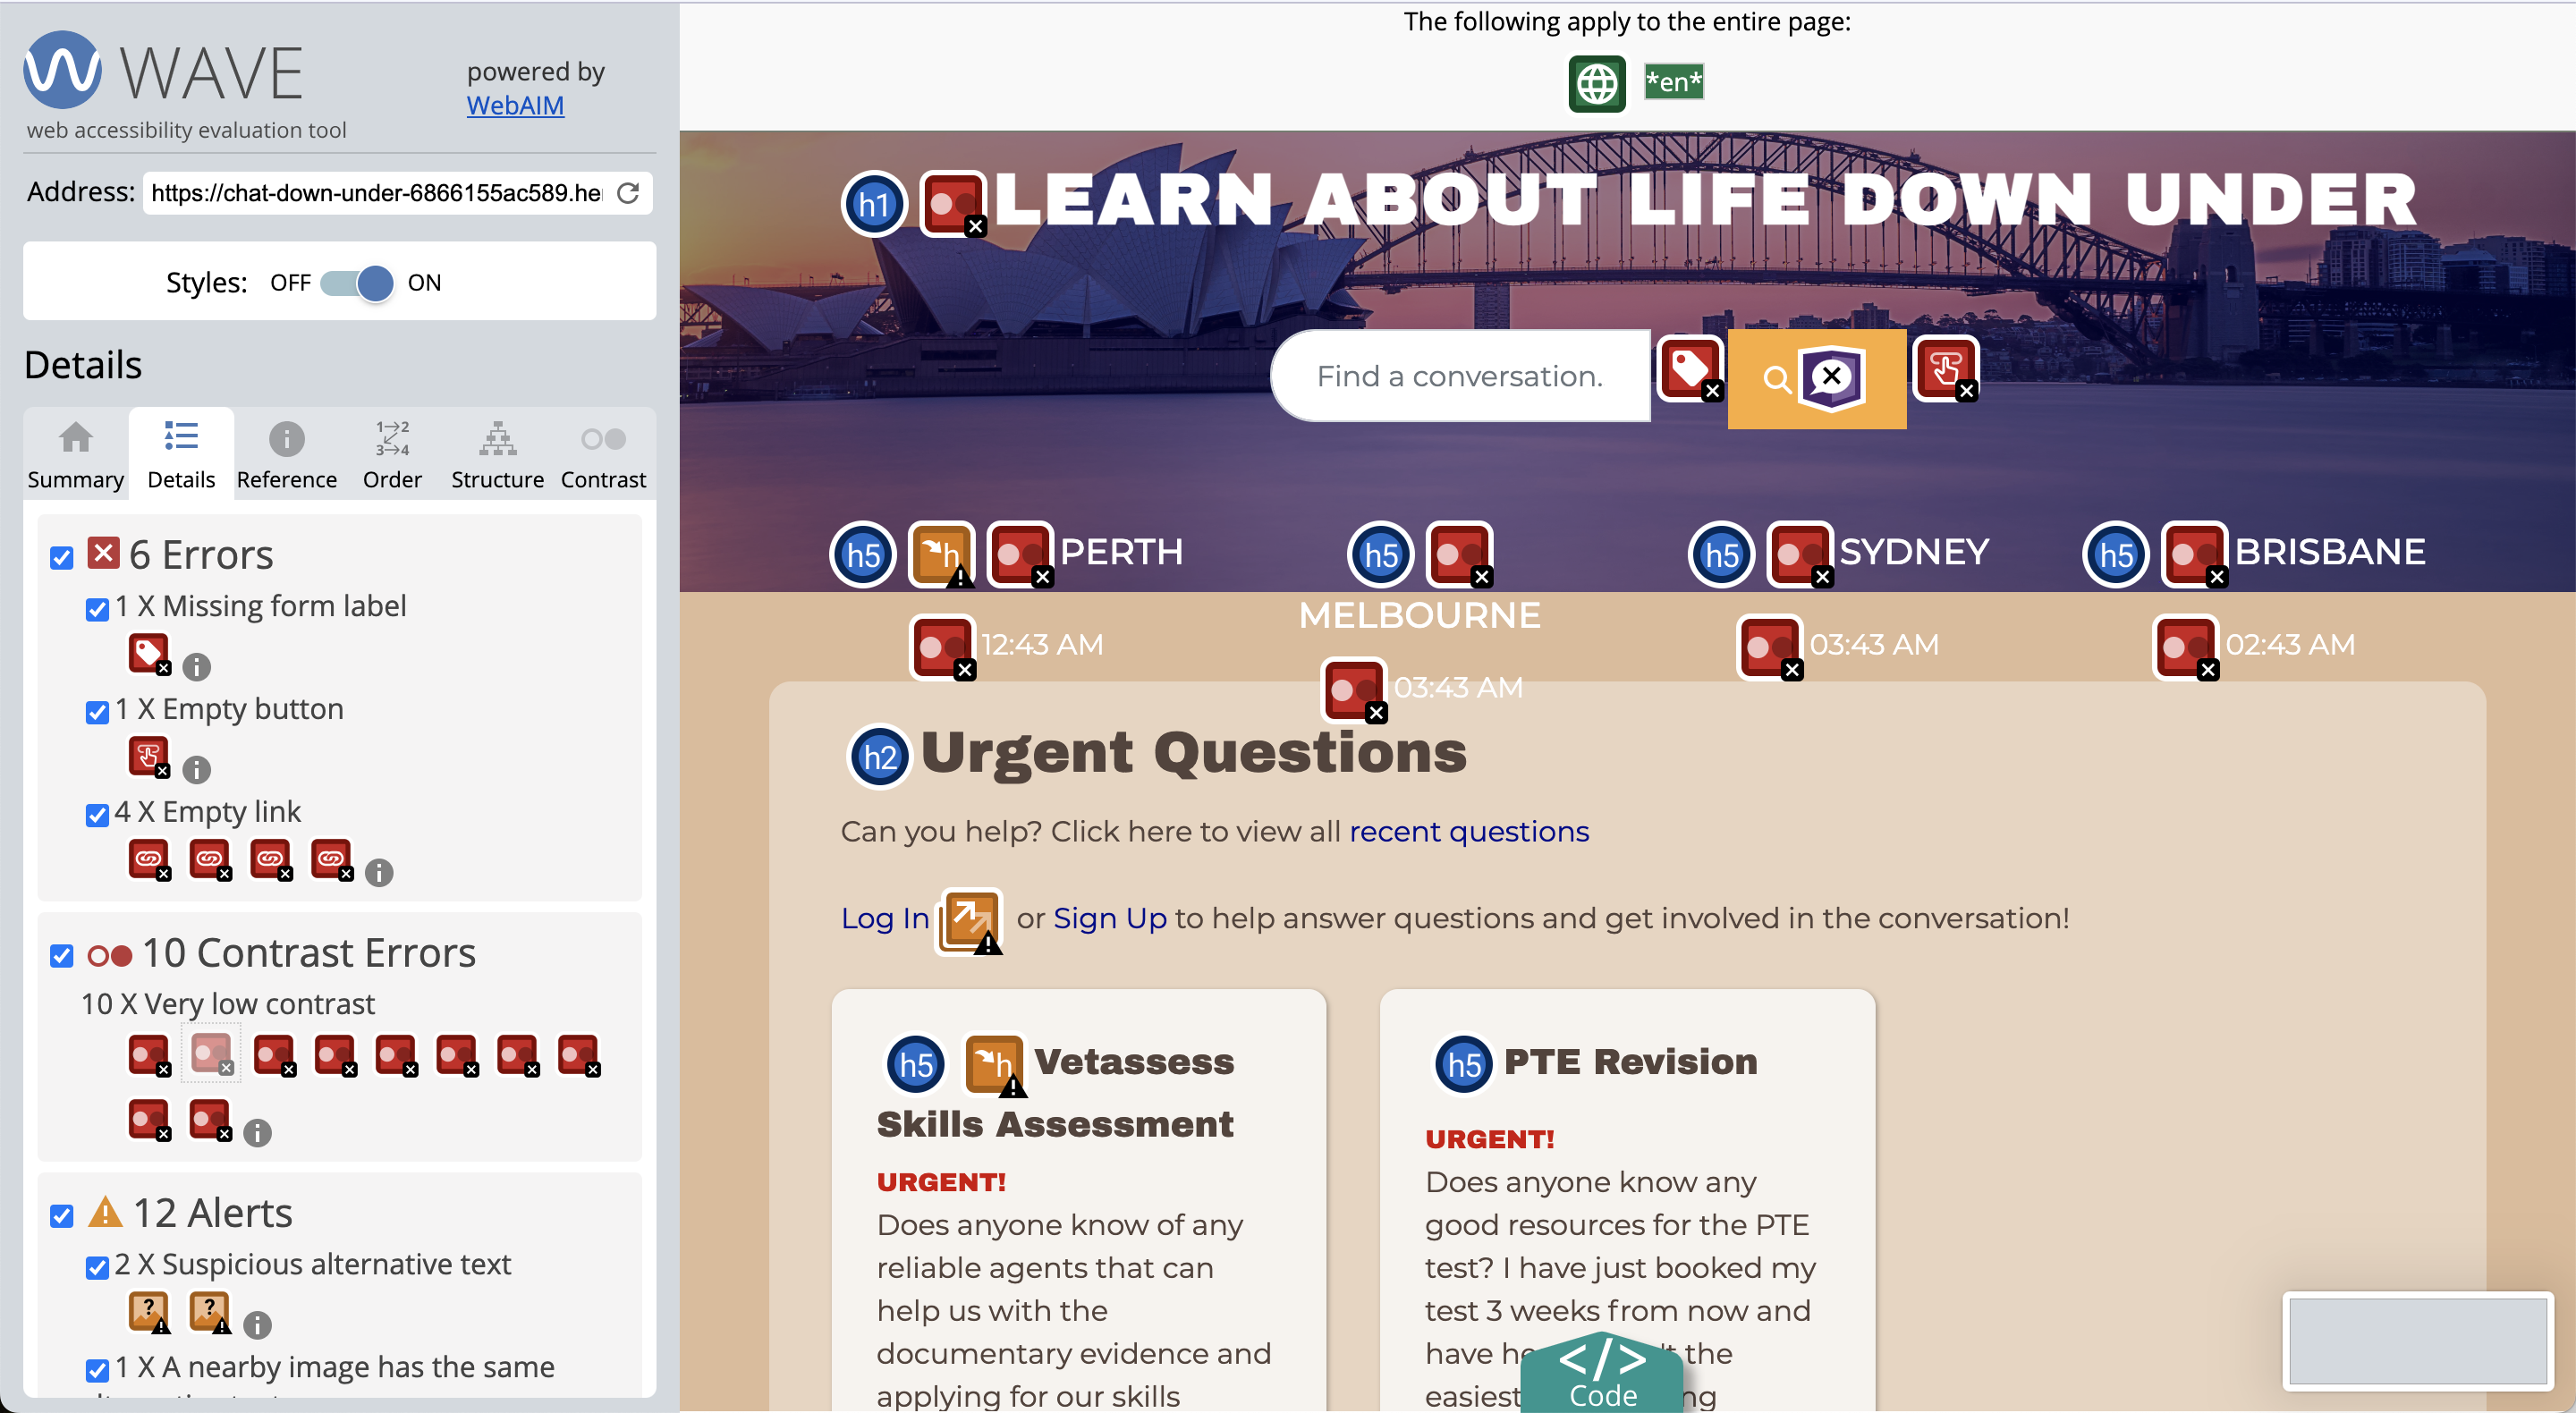 WAVE
powered by
WebAIM
web accessibility evaluation tool
Address: https://chat-down-under-6866155ac589.he
Styles: OFF ON
Details
1→2
3→4
Summary Details Reference Order Structure Contrast
6 Errors
1 X Missing form label
1 X Empty button
4 X Empty link
10 Contrast Errors
10 X Very low contrast
12 Alerts
2 X Suspicious alternative text
1 X A nearby image has the same
The following apply to the entire page:
*en*
h1 LEARN ABOUT LIFE DOWN UNDER
Find a conversation.
h5 h PERTH
12:43 AM
h5
MELBOURNE
03:43 AM
h5 SYDNEY
03:43 AM
h5 BRISBANE
02:43 AM
h2 Urgent Questions
Can you help? Click here to view all recent questions
Log In or Sign Up to help answer questions and get involved in the conversation!
h5 h Vetassess
Skills Assessment
URGENT!
Does anyone know of any
reliable agents that can
help us with the
documentary evidence and
applying for our skills
h5 PTE Revision
URGENT!
Does anyone know any
good resources for the PTE
test? I have just booked my
test 3 weeks from now and
have the
easiest
</> Code